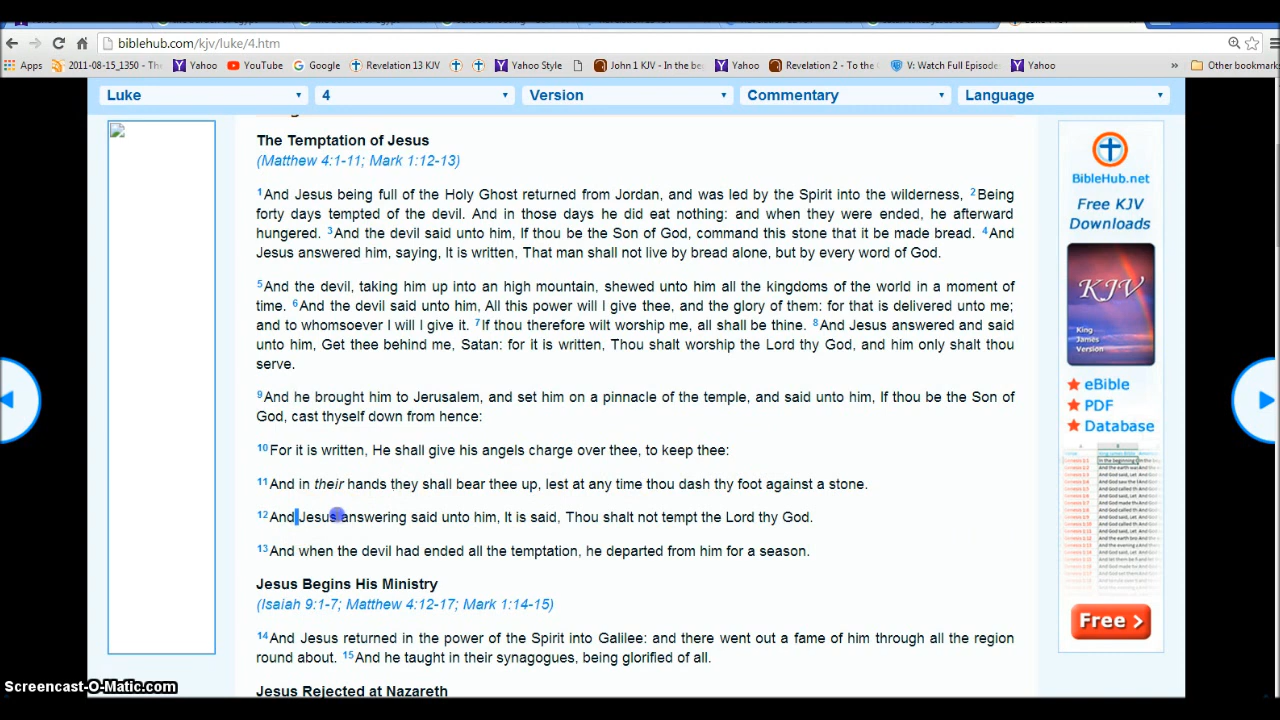 biblehub.com/kjv/luke/4.htm
Apps 2011-08-15_1350 - The Yahoo YouTube Google Revelation 13 KJV Yahoo Style John 1 KJV - In the be Yahoo Revelation 2 - To the V: Watch Full Episode Yahoo » Other bookmark
Luke 4 Version Commentary Language
The Temptation of Jesus
(Matthew 4:1-11; Mark 1:12-13)
1And Jesus being full of the Holy Ghost returned from Jordan, and was led by the Spirit into the wilderness, 2Being
forty days tempted of the devil. And in those days he did eat nothing: and when they were ended, he afterward
hungered. 3And the devil said unto him, If thou be the Son of God, command this stone that it be made bread. 4And
Jesus answered him, saying, It is written, That man shall not live by bread alone, but by every word of God.
5And the devil, taking him up into an high mountain, shewed unto him all the kingdoms of the world in a moment of
time. 6And the devil said unto him, All this power will I give thee, and the glory of them: for that is delivered unto me;
and to whomsoever I will I give it. 7If thou therefore wilt worship me, all shall be thine. 8And Jesus answered and said
unto him, Get thee behind me, Satan: for it is written, Thou shalt worship the Lord thy God, and him only shalt thou
serve.
9And he brought him to Jerusalem, and set him on a pinnacle of the temple, and said unto him, If thou be the Son of
God, cast thyself down from hence:
10For it is written, He shall give his angels charge over thee, to keep thee:
11And in their hands they shall bear thee up, lest at any time thou dash thy foot against a stone.
12And Jesus answering said unto him, It is said, Thou shalt not tempt the Lord thy God.
13And when the devil had ended all the temptation, he departed from him for a season.
Jesus Begins His Ministry
(Isaiah 9:1-7; Matthew 4:12-17; Mark 1:14-15)
14And Jesus returned in the power of the Spirit into Galilee: and there went out a fame of him through all the region
round about. 15And he taught in their synagogues, being glorified of all.
Jesus Rejected at Nazareth
BibleHub.net
Free KJV
Downloads
KJV
King
James
Version
eBible
PDF
Database
Free >
Screencast-O-Matic.com